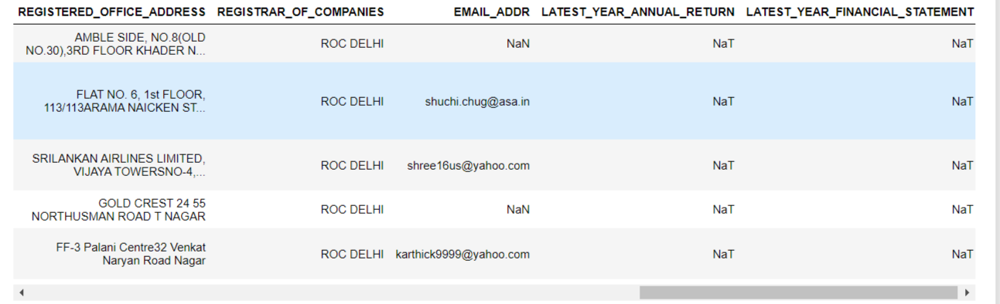 REGISTERED_OFFICE_ADDRESS REGISTRAR_OF_COMPANIES EMAIL_ADDR LATEST_YEAR_ANNUAL_RETURN LATEST_YEAR_FINANCIAL_STATEMENT
AMBLE SIDE, NO.8(OLD
NO.30),3RD FLOOR KHADER N... ROC DELHI NaN NaT NaT
FLAT NO. 6, 1st FLOOR,
113/113ARAMA NAICKEN ST... ROC DELHI shuchi.chug@asa.in NaT NaT
SRILANKAN AIRLINES LIMITED,
VIJAYA TOWERSNO-4,... ROC DELHI shree16us@yahoo.com NaT NaT
GOLD CREST 24 55
NORTHUSMAN ROAD T NAGAR ROC DELHI NaN NaT NaT
FF-3 Palani Centre32 Venkat
Naryan Road Nagar ROC DELHI karthick9999@yahoo.com NaT NaT